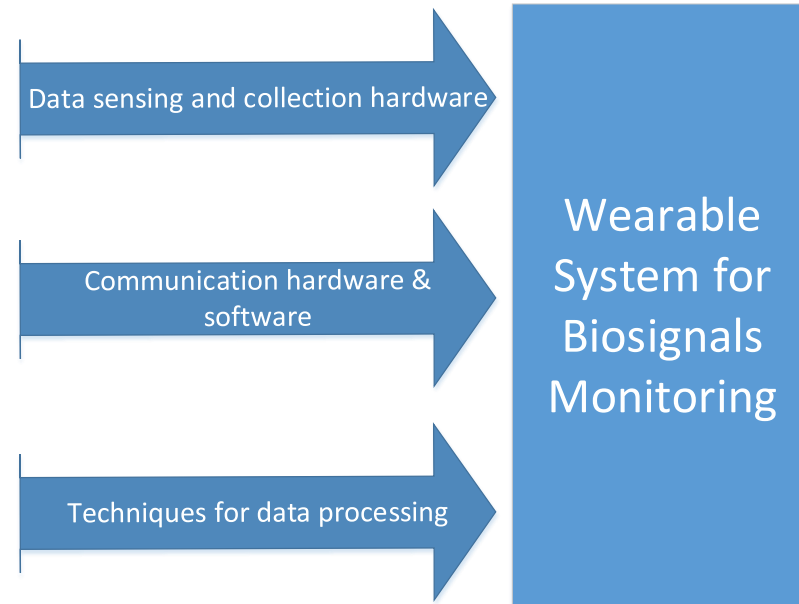 Data sensing and collection hardware
Communication hardware &
software
Techniques for data processing
Wearable
System for
Biosignals
Monitoring